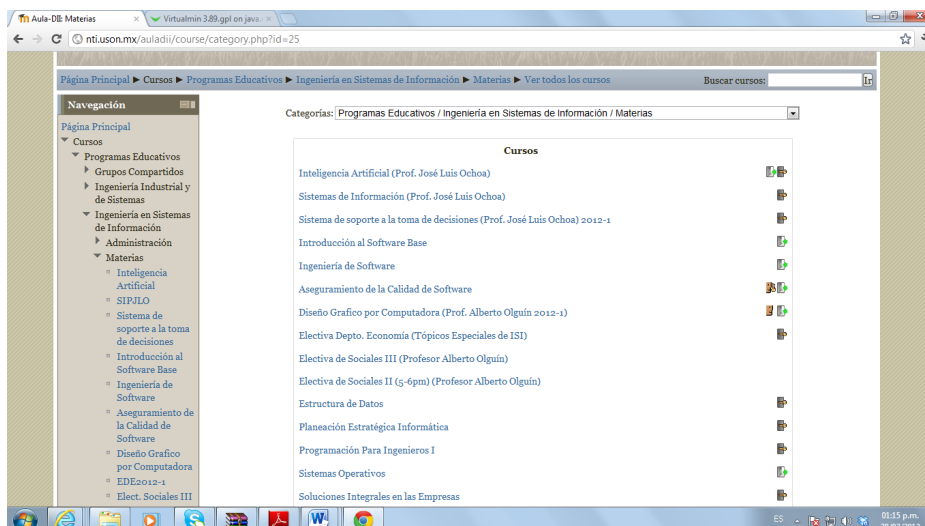 Aula-DII: Materias
Virtualmin 3.89.gpl on java.
nti.uson.mx/auladii/course/category.php?id=25
Página Principal ► Cursos ► Programas Educativos ► Ingeniería en Sistemas de Información ► Materias ► Ver todos los cursos
Buscar cursos:
Ir
Navegación
Página Principal
Cursos
Programas Educativos
Grupos Compartidos
Ingeniería Industrial y
de Sistemas
Ingeniería en Sistemas
de Información
Administración
Materias
Inteligencia
Artificial
SIPJLO
Sistema de
soporte a la toma
de decisiones
Introducción al
Software Base
Ingeniería de
Software
Aseguramiento de
la Calidad de
Software
Diseño Grafico
por Computadora
EDE2012-1
Elect. Sociales III
Categorías: Programas Educativos / Ingeniería en Sistemas de Información / Materias
Cursos
Inteligencia Artificial (Prof. José Luis Ochoa)
Sistemas de Información (Prof. José Luis Ochoa)
Sistema de soporte a la toma de decisiones (Prof. José Luis Ochoa) 2012-1
Introducción al Software Base
Ingeniería de Software
Aseguramiento de la Calidad de Software
Diseño Grafico por Computadora (Prof. Alberto Olguín 2012-1)
Electiva Depto. Economía (Tópicos Especiales de ISI)
Electiva de Sociales III (Profesor Alberto Olguín)
Electiva de Sociales II (5-6pm) (Profesor Alberto Olguín)
Estructura de Datos
Planeación Estratégica Informática
Programación Para Ingenieros I
Sistemas Operativos
Soluciones Integrales en las Empresas
ES
01:15 p.m.